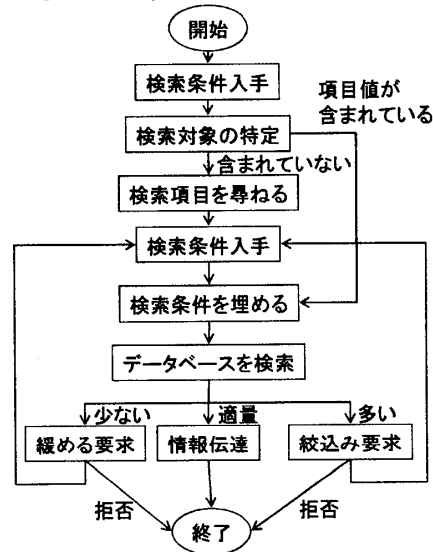 開始
検索条件入手
項目値が
含まれている
検索対象の特定
含まれていない
検索項目を尋ねる
検索条件入手
検索条件を埋める
データベースを検索
少ない
適量
多い
緩める要求
情報伝達
絞込み要求
拒否
拒否
終了